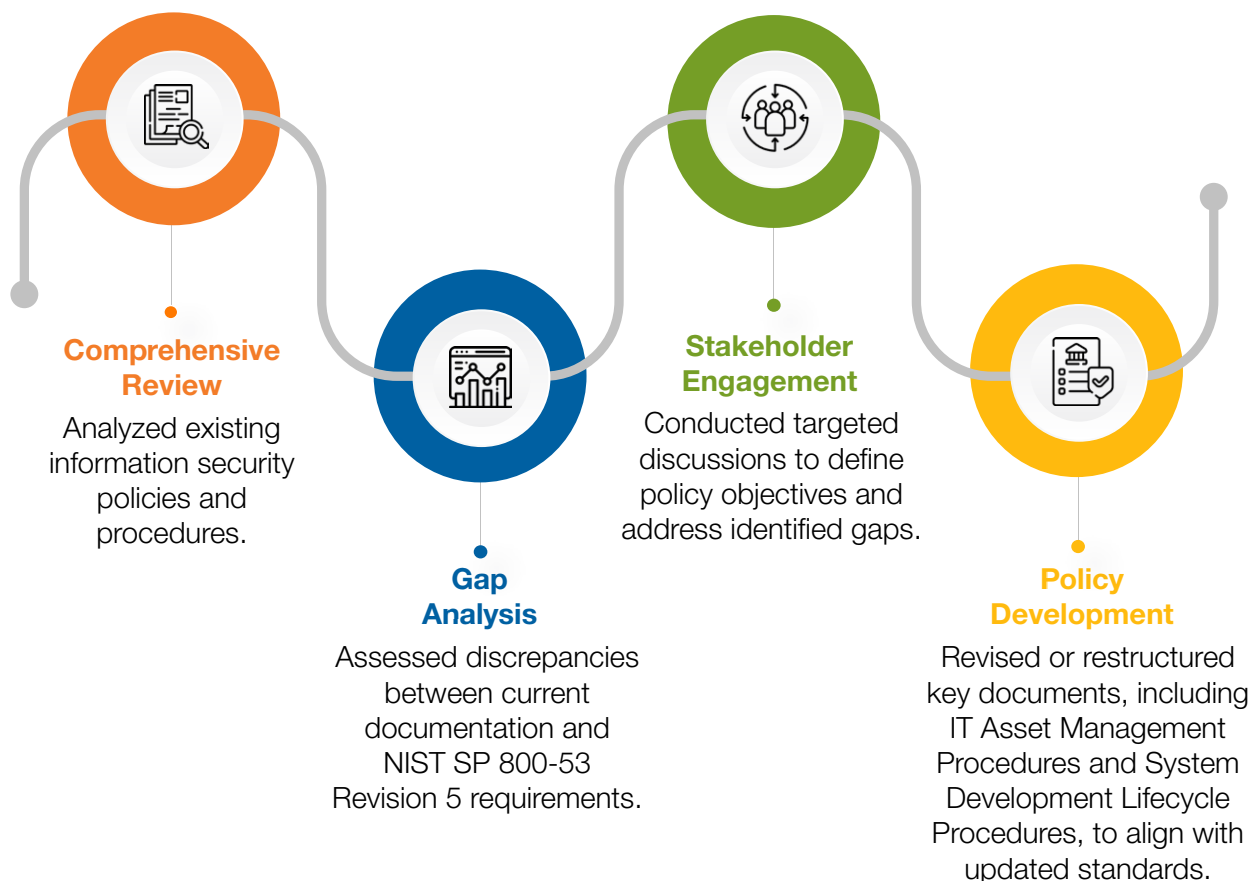 Comprehensive
Review
Analyzed existing
information security
policies and
procedures.
Gap
Analysis
Assessed discrepancies
between current
documentation and
NIST SP 800-53
Revision 5 requirements.
Stakeholder
Engagement
Conducted targeted
discussions to define
policy objectives and
address identified gaps.
Policy
Development
Revised or restructured
key documents, including
IT Asset Management
Procedures and System
Development Lifecycle
Procedures, to align with
updated standards.